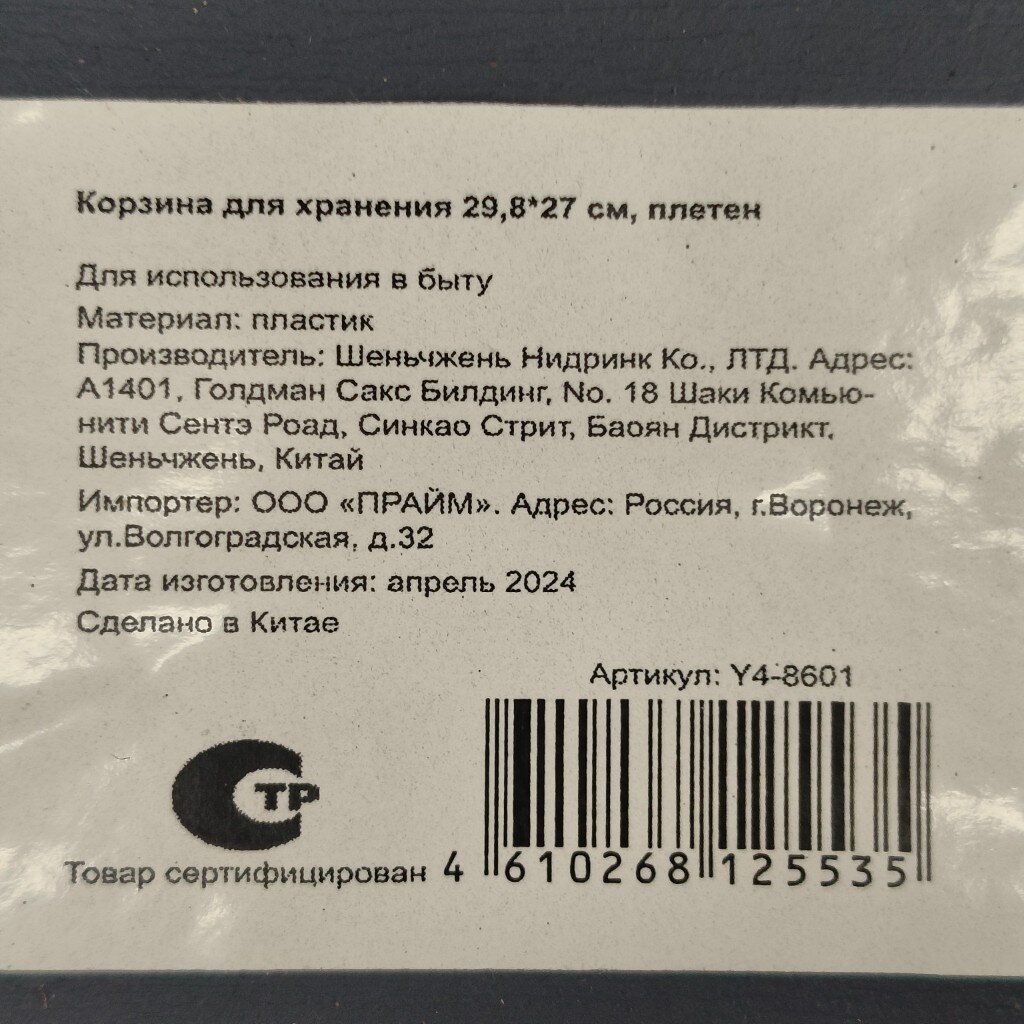 Корзина для хранения 29,8*27 см, плетен
Для использования в быту
Материал: пластик
Производитель: Шеньчжень Нидринк Ко., ЛТД. Адрес:
А1401, Голдман Сакс Билдинг, No. 18 Шаки Комью-
нити Сентэ Роад, Синкао Стрит, Баоян Дистрикт,
Шеньчжень, Китай
Импортер: ООО «ПРАЙМ». Адрес: Россия, г.Воронеж,
ул.Волгоградская, д.32
Дата изготовления: апрель 2024
Сделано в Китае
Артикул: Y4-8601
СТР
Товар сертифицирован
4 610268 125535